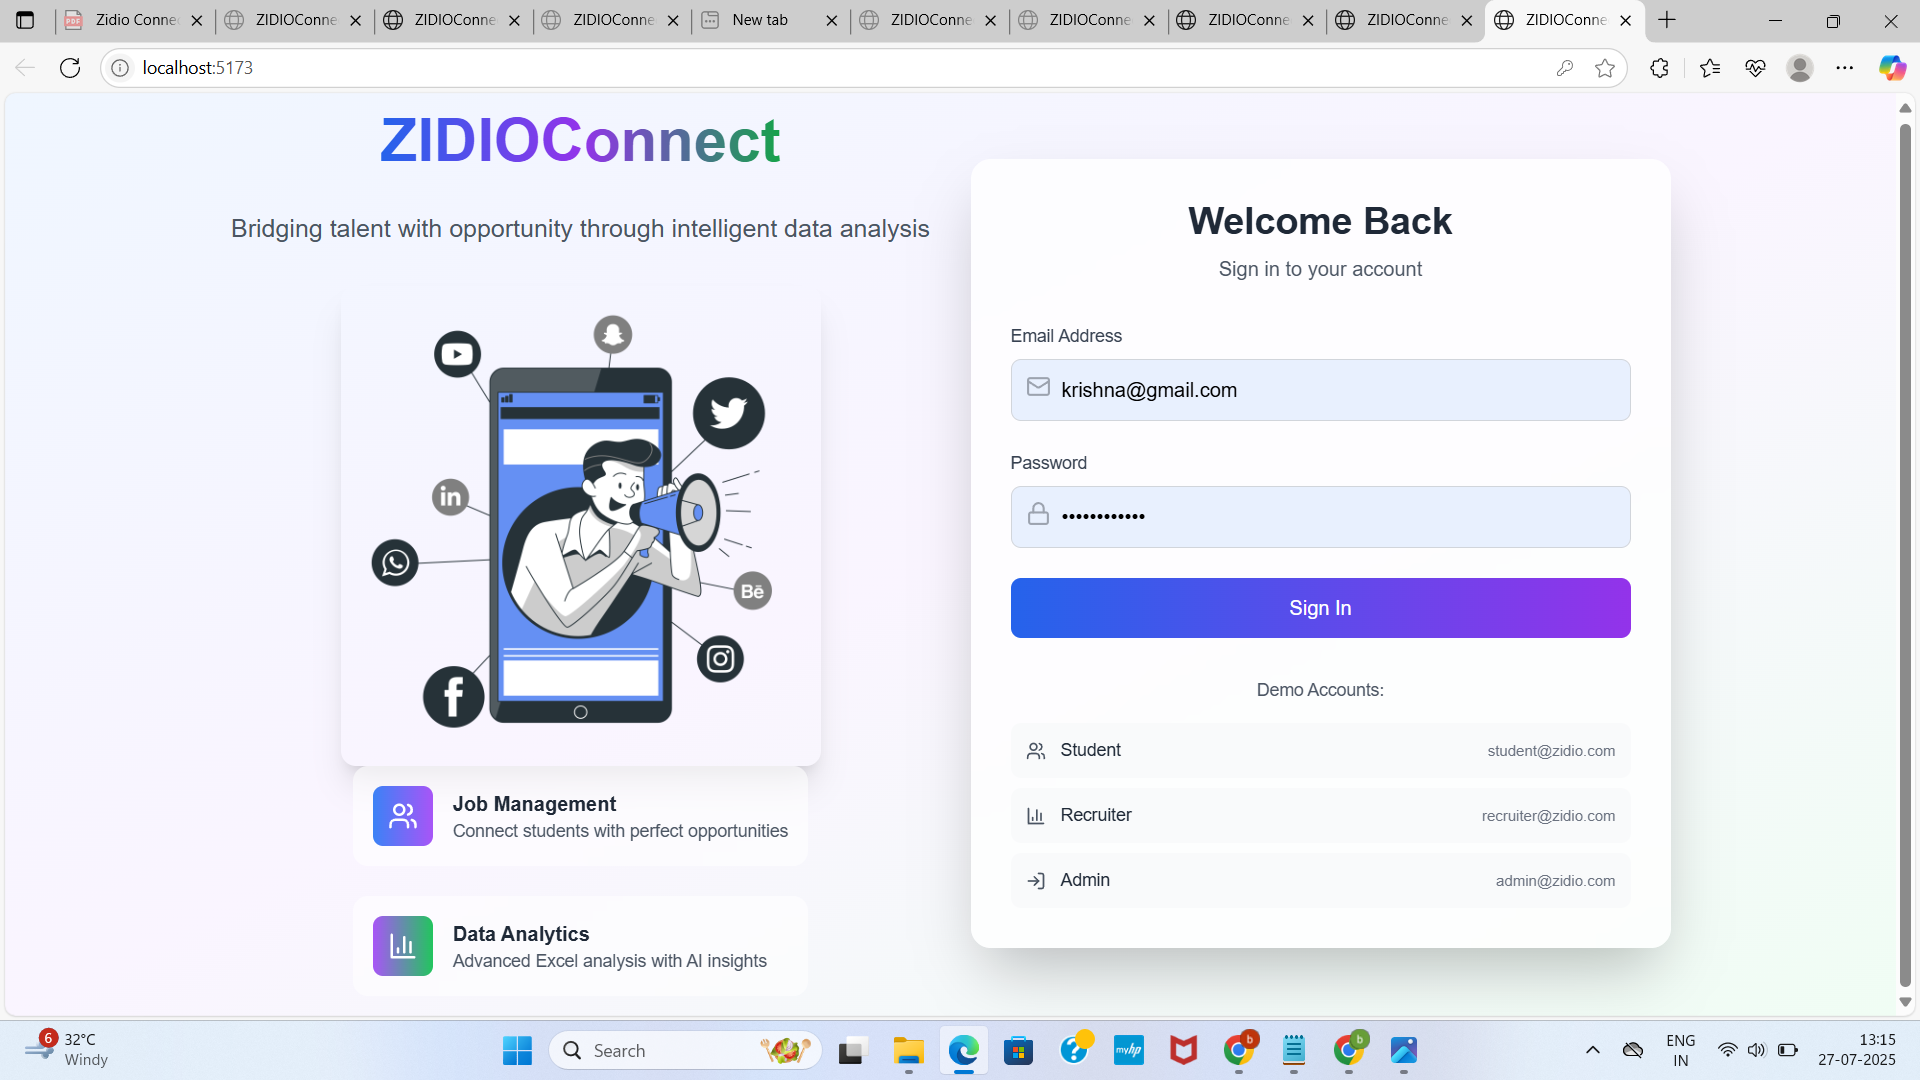 Zidio Conne
ZIDIOConne
ZIDIOConne
ZIDIOConne
New tab
ZIDIOConne
ZIDIOConne
ZIDIOConne
ZIDIOConne
ZIDIOConne
localhost:5173
ZIDIOConnect
Bridging talent with opportunity through intelligent data analysis
in
Bē
f
Job Management
Connect students with perfect opportunities
Data Analytics
Advanced Excel analysis with AI insights
Welcome Back
Sign in to your account
Email Address
krishna@gmail.com
Password
••••••••••••
Sign In
Demo Accounts:
Student
student@zidio.com
Recruiter
recruiter@zidio.com
Admin
admin@zidio.com
6
32°C
Windy
Search
?
myhp
b
b
ENG
IN
13:15
27-07-2025